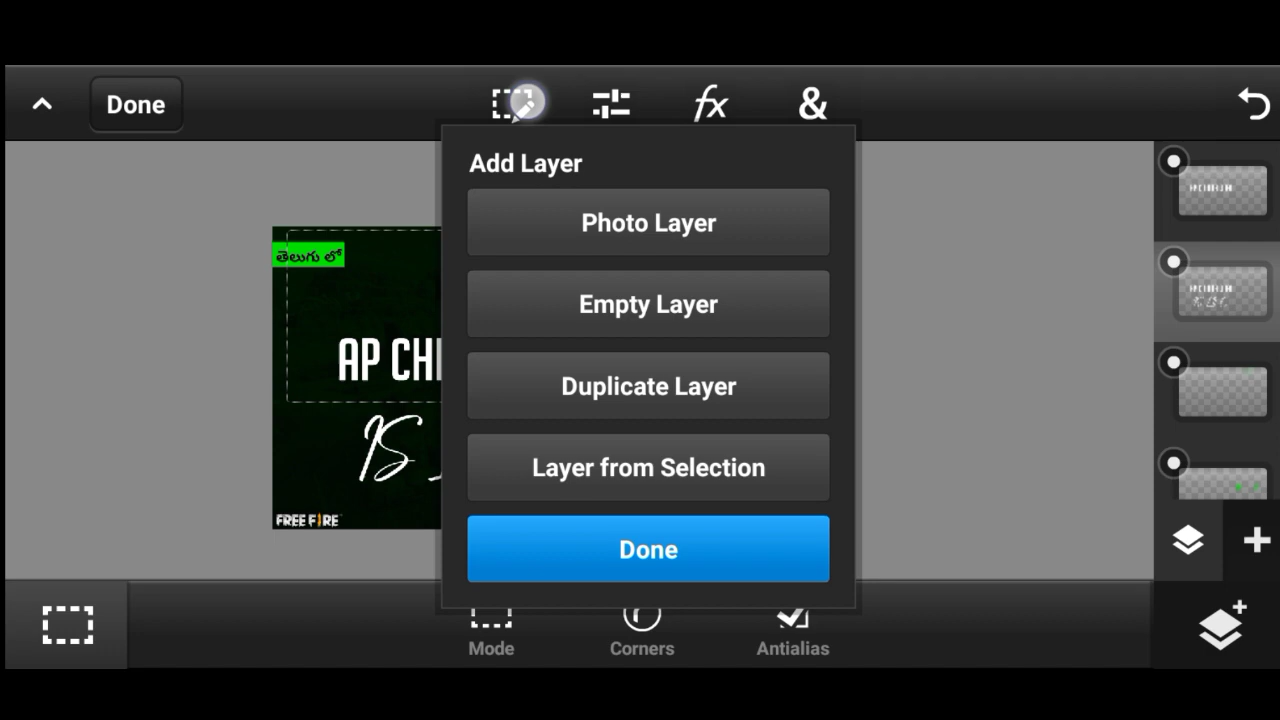 Done
fx
&
Add Layer
Photo Layer
Empty Layer
Duplicate Layer
Layer from Selection
Done
తెలుగు లో
AP
IS
FREE FIRE
Mode
Corners
Antialias